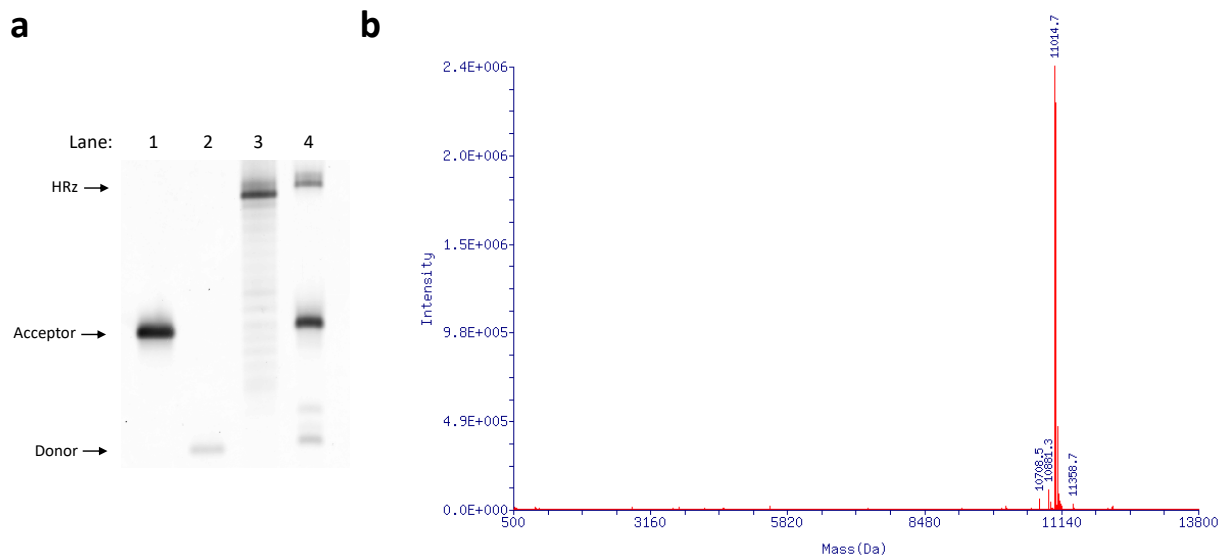 a
Lane: 1 2 3 4
HRz
Acceptor
Donor
b
2.4E+006
2.0E+006
1.5E+006
9.8E+005
4.9E+005
0.0E+000
Intensity
11014.7
10708.5
10881.3
11358.7
500 3160 5820 8480 11140 13800
Mass(Da)